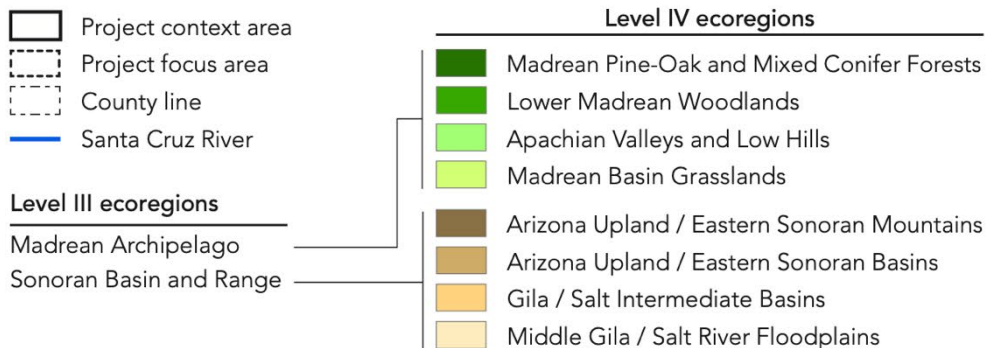 Project context area
Project focus area
County line
Santa Cruz River
Level III ecoregions
Madrean Archipelago
Sonoran Basin and Range
Level IV ecoregions
Madrean Pine-Oak and Mixed Conifer Forests
Lower Madrean Woodlands
Apachian Valleys and Low Hills
Madrean Basin Grasslands
Arizona Upland / Eastern Sonoran Mountains
Arizona Upland / Eastern Sonoran Basins
Gila / Salt Intermediate Basins
Middle Gila / Salt River Floodplains